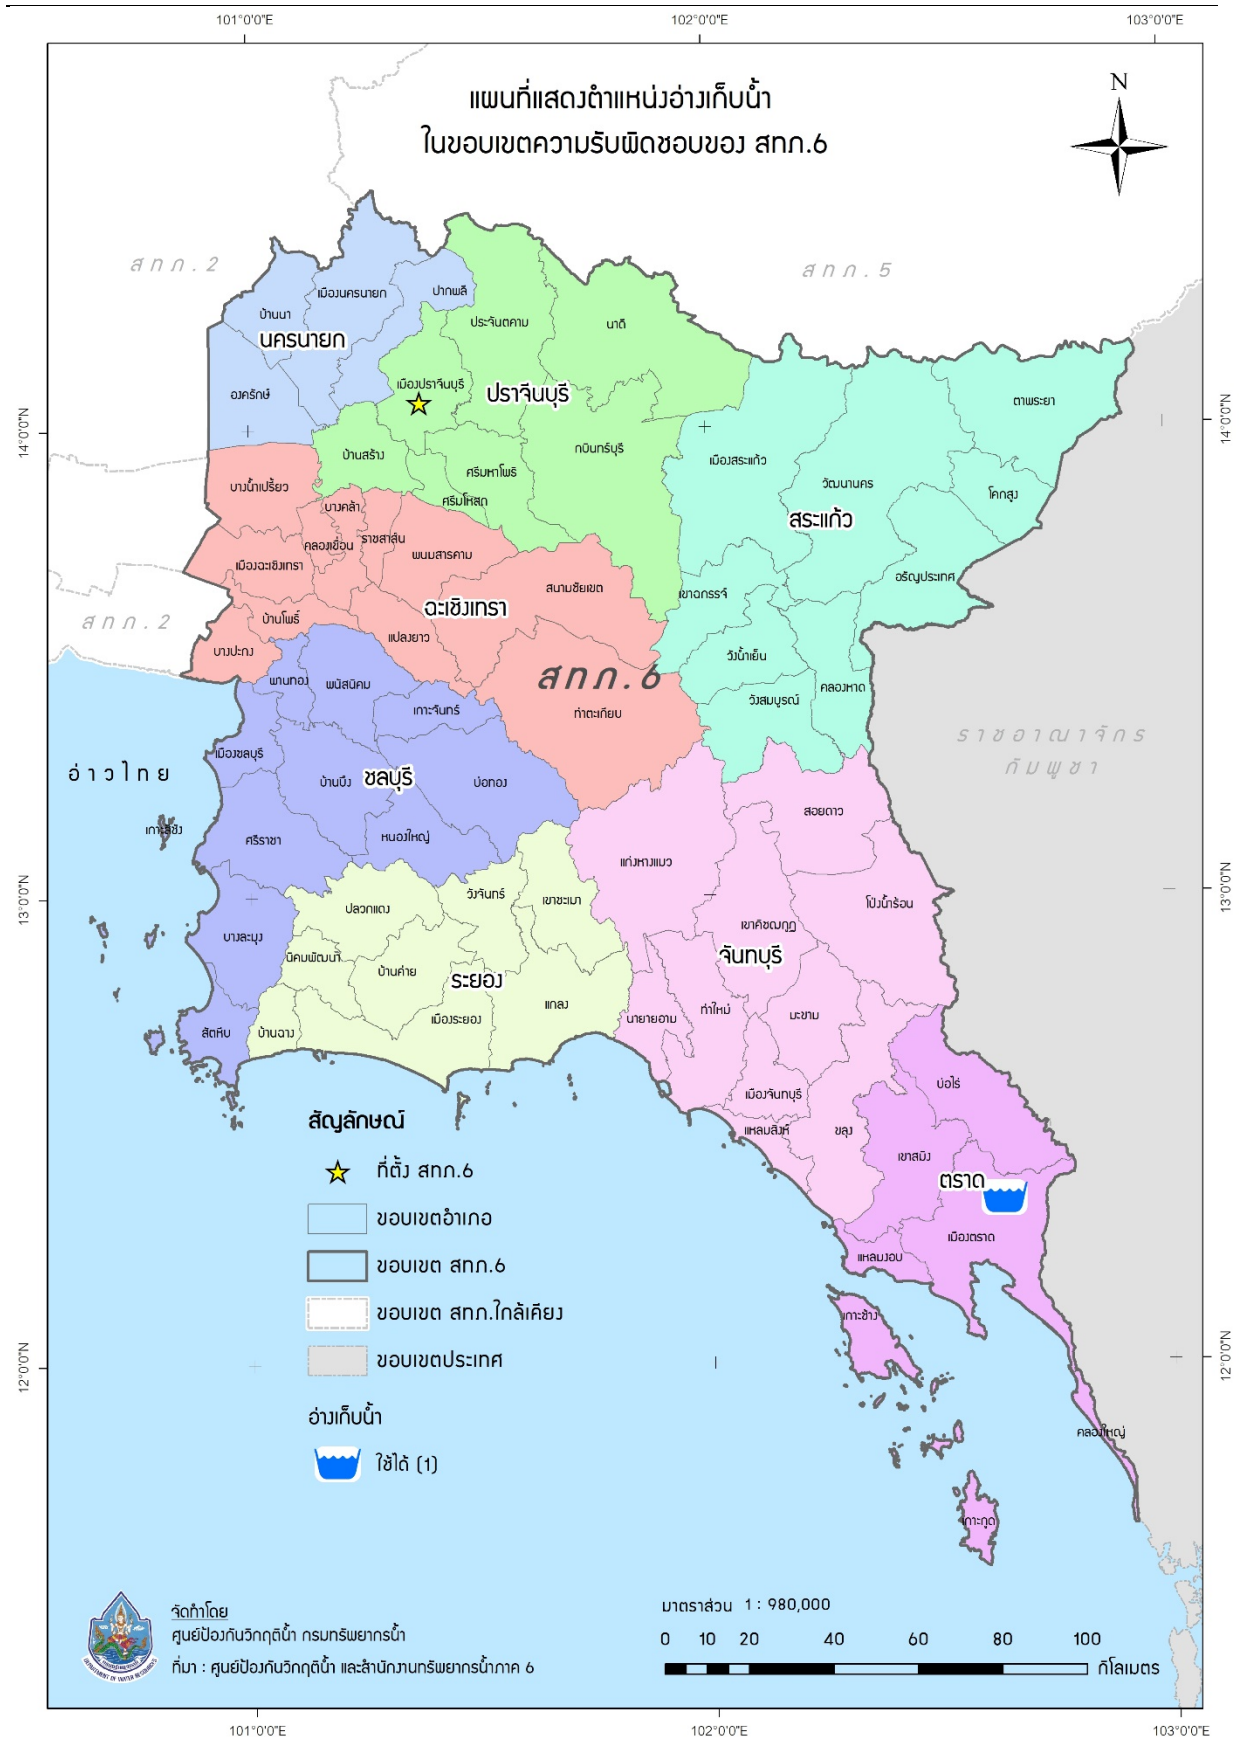 101°0'0"E
102°0'0"E
103°0'0"E
แผนที่แสดงตำแหน่งอ่างเก็บน้ำ
ในขอบเขตความรับผิดชอบของ สทภ.6
N
สทภ.2
สทภ.5
ปากพลี
เมืองนครนายก
บ้านนา
นครนายก
องครักษ์
ประจันตคาม
นาดี
เมืองปราจีนบุรี
ปราจีนบุรี
บ้านสร้าง
ศรีมหาโพธิ
ศรีมโหสถ
กบินทร์บุรี
ตาพระยา
เมืองสระแก้ว
วัฒนานคร
โคกสูง
สระแก้ว
อรัญประเทศ
เขาฉกรรจ์
วังน้ำเย็น
คลองหาด
วังสมบูรณ์
14°0'0"N
14°0'0"N
บางน้ำเปรี้ยว
บางคล้า
คลองเขื่อน
ราชสาส์น
พนมสารคาม
เมืองฉะเชิงเทรา
สนามชัยเขต
ฉะเชิงเทรา
บ้านโพธิ์
แปลงยาว
บางปะกง
สทภ.2
สทภ.6
ท่าตะเกียบ
พานทอง
พนัสนิคม
เกาะจันทร์
เมืองชลบุรี
บ้านบึง
ชลบุรี
บ่อทอง
อ่าวไทย
ราชอาณาจักร
กัมพูชา
เกาะสีชัง
ศรีราชา
หนองใหญ่
บางละมุง
สัตหีบ
สอยดาว
แก่งหางแมว
โป่งน้ำร้อน
เขาคิชฌกูฏ
จันทบุรี
ท่าใหม่
มะขาม
นายายอาม
เมืองจันทบุรี
แหลมสิงห์
ขลุง
13°0'0"N
13°0'0"N
วังจันทร์
เขาชะเมา
ปลวกแดง
นิคมพัฒนา
บ้านค่าย
ระยอง
แกลง
เมืองระยอง
บ้านฉาง
บ่อไร่
เขาสมิง
ตราด
เมืองตราด
แหลมงอบ
เกาะช้าง
คลองใหญ่
เกาะกูด
12°0'0"N
12°0'0"N
สัญลักษณ์
ที่ตั้ง สทภ.6
ขอบเขตอำเภอ
ขอบเขต สทภ.6
ขอบเขต สทภ.ใกล้เคียง
ขอบเขตประเทศ
อ่างเก็บน้ำ
ใช้ได้ (1)
จัดทำโดย
ศูนย์ป้องกันวิกฤติน้ำ กรมทรัพยากรน้ำ
ที่มา : ศูนย์ป้องกันวิกฤติน้ำ และสำนักงานทรัพยากรน้ำภาค 6
DEPARTMENT OF WATER RESOURCES
มาตราส่วน 1 : 980,000
0 10 20 40 60 80 100
กิโลเมตร
101°0'0"E
102°0'0"E
103°0'0"E